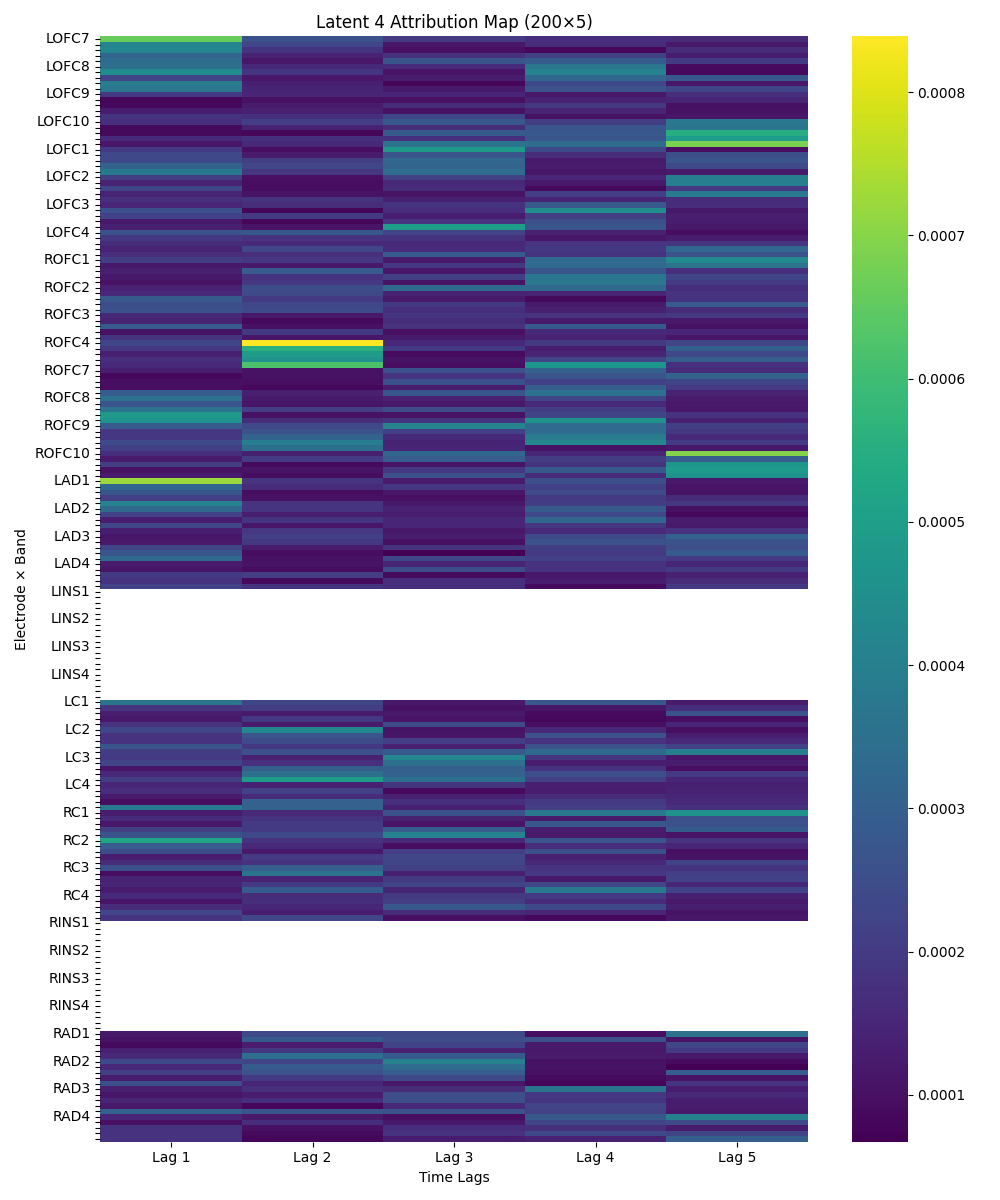 Latent 4 Attribution Map (200×5)
LOFC7
LOFC8
LOFC9
LOFC10
LOFC1
LOFC2
LOFC3
LOFC4
ROFC1
ROFC2
ROFC3
ROFC4
ROFC7
ROFC8
ROFC9
ROFC10
LAD1
LAD2
LAD3
LAD4
LINS1
LINS2
LINS3
LINS4
LC1
LC2
LC3
LC4
RC1
RC2
RC3
RC4
RINS1
RINS2
RINS3
RINS4
RAD1
RAD2
RAD3
RAD4
Electrode × Band
Lag 1 Lag 2 Lag 3 Lag 4 Lag 5
Time Lags
0.0008
0.0007
0.0006
0.0005
0.0004
0.0003
0.0002
0.0001